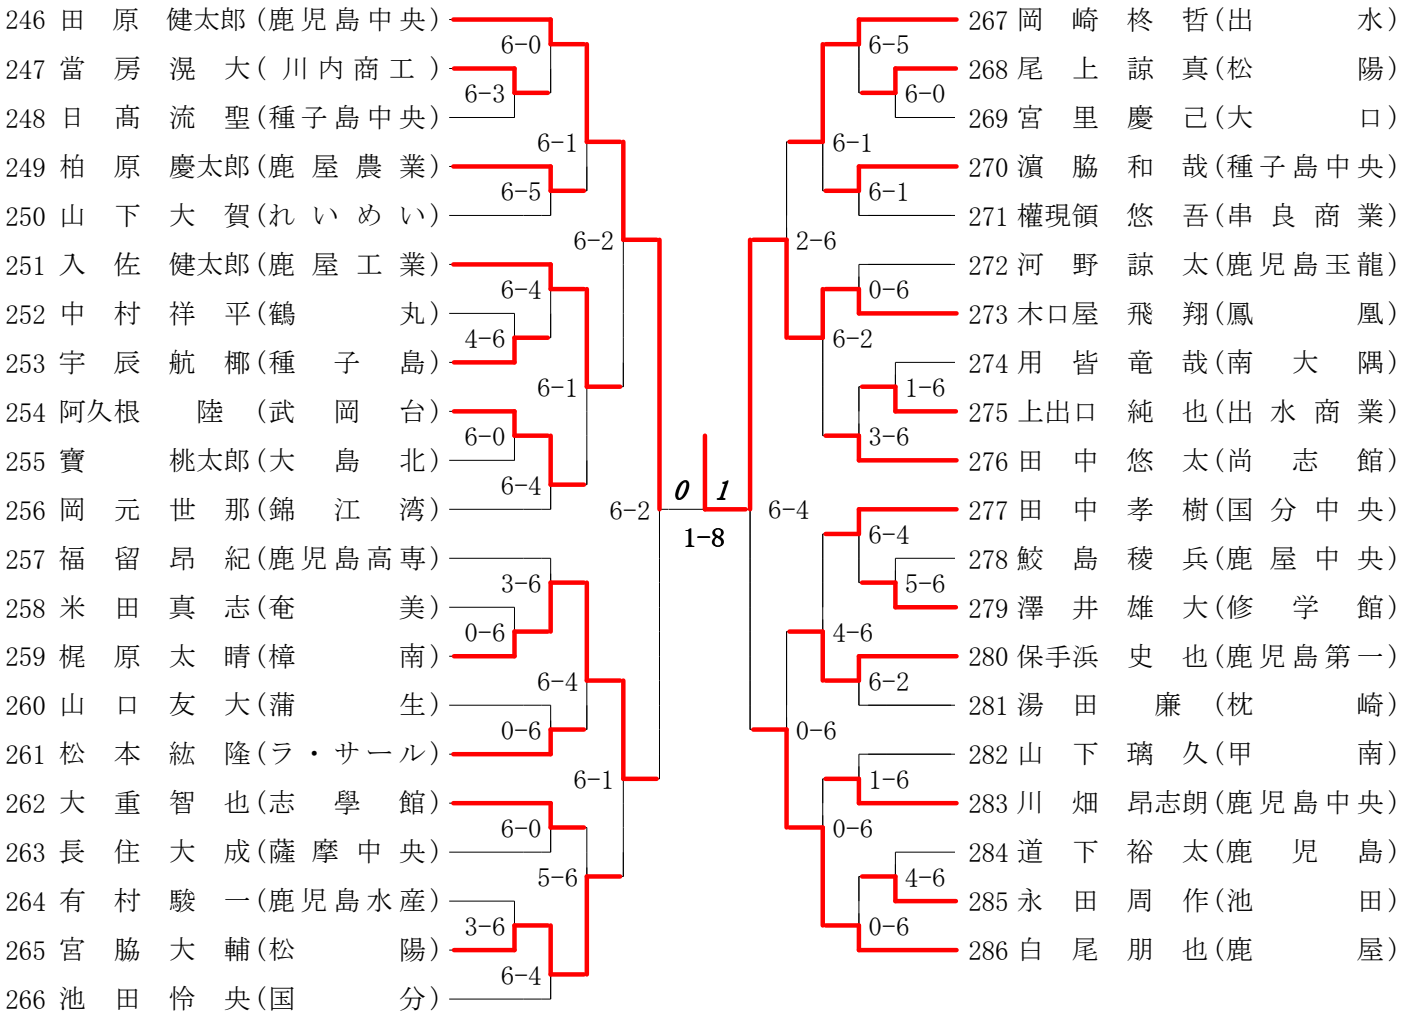 246 田原 健太郎(鹿児島中央)
6-0
247 當房滉大(川内商工)
6-3
248 日髙流聖(種子島中央)
6-1
249 柏原 慶太郎(鹿屋農業)
6-5
250 山下大賀(れいめい)
6-2
251 入佐 健太郎(鹿屋工業)
6-4
252 中村祥平(鶴丸)
4-6
253 宇辰航梛(種子島)
6-1
254 阿久根 陸(武岡台)
6-0
255 寶 桃太郎(大島北)
6-4
256 岡元世那(錦江湾)
6-2
257 福留昂紀(鹿児島高専)
3-6
258 米田真志(奄美)
0-6
259 梶原太晴(樟南)
6-4
260 山口友大(蒲生)
0-6
261 松本紘隆(ラ・サール)
6-1
262 大重智也(志學館)
6-0
263 長住大成(薩摩中央)
5-6
264 有村駿一(鹿児島水産)
3-6
265 宮脇大輔(松陽)
6-4
266 池田怜央(国分)
0 1
1-8
267 岡崎柊哲(出水)
6-5
268 尾上諒真(松陽)
6-0
269 宮里慶己(大口)
6-1
270 濵脇和哉(種子島中央)
6-1
271 權現領 悠吾(串良商業)
2-6
272 河野諒太(鹿児島玉龍)
0-6
273 木口屋 飛翔(鳳凰)
6-2
274 用皆竜哉(南大隅)
1-6
275 上出口 純也(出水商業)
3-6
276 田中悠太(尚志館)
6-4
277 田中孝樹(国分中央)
6-4
278 鮫島稜兵(鹿屋中央)
5-6
279 澤井雄大(修学館)
4-6
280 保手浜 史也(鹿児島第一)
6-2
281 湯田 廉(枕崎)
0-6
282 山下璃久(甲南)
1-6
283 川畑 昂志朗(鹿児島中央)
0-6
284 道下裕太(鹿児島)
4-6
285 永田周作(池田)
0-6
286 白尾朋也(鹿屋)